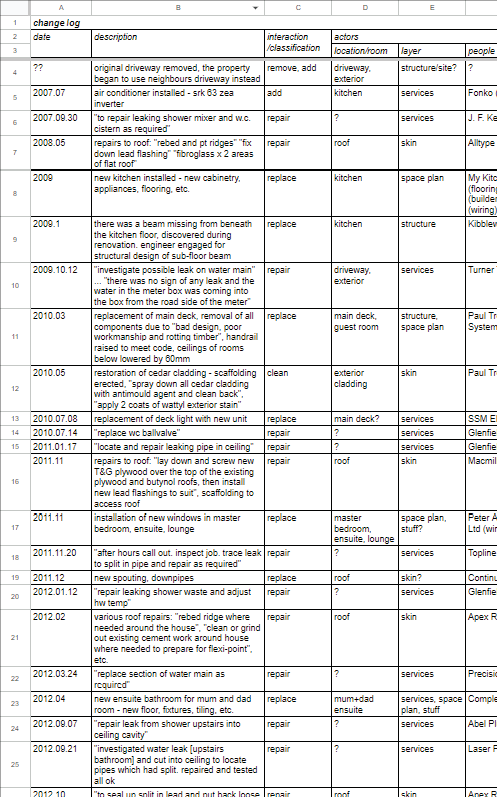 A B C D E
1 change log
2 date description interaction actors
3 /classification location/room layer people
4 ?? original driveway removed, the property remove, add driveway, structure/site? ?
began to use neighbours driveway instead exterior
5 2007.07 air conditioner installed - srk 63 zea add kitchen services Fonko
inverter
6 2007.09.30 "to repair leaking shower mixer and w.c. repair ? services J. F. Ke
cistern as required"
7 2008.05 repairs to roof: "rebed and pt ridges" "fix repair roof skin Alltype
down lead flashing" "fibroglass x 2 areas
of flat roof"
8 2009 new kitchen installed - new cabinetry, replace kitchen space plan My Kitc
appliances, flooring, etc. (floorin
(builder
(wiring)
9 2009.1 there was a beam missing from beneath replace kitchen structure Kibblew
the kitchen floor, discovered during
renovation. engineer engaged for
structural design of sub-floor beam
10 2009.10.12 "investigate possible leak on water main" repair driveway, services Turner
... "there was no sign of any leak and the exterior
water in the meter box was coming into
the box from the road side of the meter"
11 2010.03 replacement of main deck, removal of all replace main deck, structure, Paul Tr
components due to "bad design, poor guest room space plan System
workmanship and rotting timber", handrail
raised to meet code, ceilings of rooms
below lowered by 60mm
12 2010.05 restoration of cedar cladding - scaffolding clean exterior skin Paul Tr
erected, "spray down all cedar cladding cladding
with antimould agent and clean back",
"apply 2 coats of wattyl exterior stain"
13 2010.07.08 replacement of deck light with new unit replace main deck? services SSM El
14 2010.07.14 "replace wc ballvalve" repair ? services Glenfie
15 2011.01.17 "locate and repair leaking pipe in ceiling" repair ? services Glenfie
16 2011.11 repairs to roof: "lay down and screw new repair roof skin Macmil
T&G plywood over the top of the existing
plywood and butynol roofs, then install
new lead flashings to suit", scaffolding to
access roof
17 2011.11 installation of new windows in master replace master space plan, Peter A
bedroom, ensuite, lounge bedroom, stuff? Ltd (win
ensuite, lounge
18 2011.11.20 "after hours call out. inspect job. trace leak repair ? services Topline
to split in pipe and repair as required"
19 2011.12 new spouting, downpipes replace roof skin? Continu
20 2012.01.12 "repair leaking shower waste and adjust repair ? services Glenfie
hw temp"
21 2012.02 various roof repairs: "rebed ridge where repair roof skin Apex R
needed around the house", "clean or grind
out existing cement work around house
where needed to prepare for flexi-point",
etc.
22 2012.03.24 "replace section of water main as repair ? services Precisio
required"
23 2012.04 new ensuite bathroom for mum and dad replace mum+dad services, space Comple
room - new floor, fixtures, tiling, etc. ensuite plan, stuff
24 2012.09.07 "repair leak from shower upstairs into repair ? services Abel Pl
ceiling cavity"
25 2012.09.21 "investigated water leak [upstairs repair ? services Laser P
bathroom] and cut into ceiling to locate
pipes which had split. repaired and tested
all ok
2012.10 "to seal up split in lead and put back loose repair roof skin Apex R